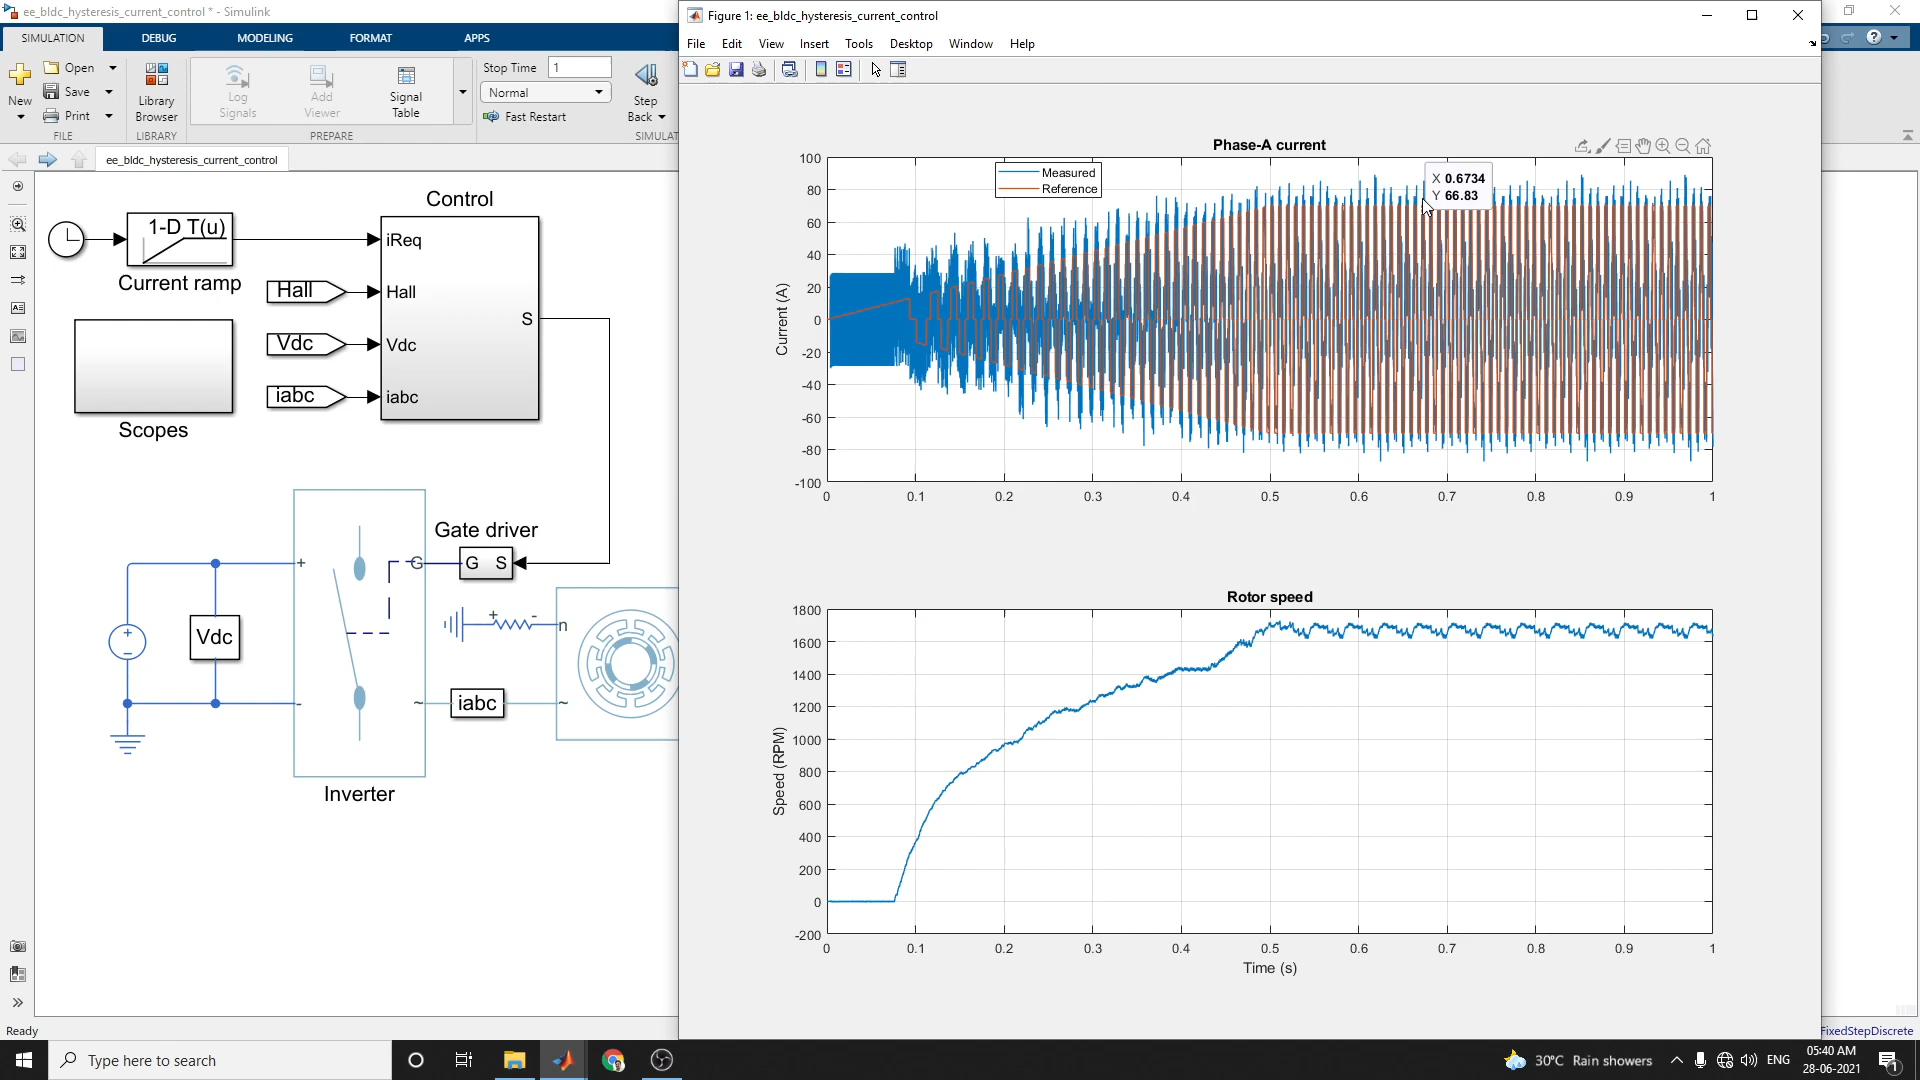 ee_bldc_hysteresis_current_control * - Simulink
SIMULATION DEBUG MODELING FORMAT APPS
New
Open
Save
Print
FILE
Library
Browser
LIBRARY
Log
Signals
Add
Viewer
Signal
Table
PREPARE
Stop Time 1
Normal
Fast Restart
Step
Back
SIMULAT
ee_bldc_hysteresis_current_control
Control
1-D T(u)
Current ramp
Hall
Vdc
iabc
iReq
Hall
Vdc
iabc
S
Scopes
Gate driver
G S
G
+
-
~
Vdc
+
−
+
-
n
iabc
~
Inverter
Ready
Figure 1: ee_bldc_hysteresis_current_control
File Edit View Insert Tools Desktop Window Help
Phase-A current
Measured
Reference
X 0.6734
Y 66.83
Current (A)
100
80
60
40
20
0
-20
-40
-60
-80
-100
0 0.1 0.2 0.3 0.4 0.5 0.6 0.7 0.8 0.9 1
Rotor speed
Speed (RPM)
1800
1600
1400
1200
1000
800
600
400
200
0
-200
0 0.1 0.2 0.3 0.4 0.5 0.6 0.7 0.8 0.9 1
Time (s)
FixedStepDiscrete
Type here to search
30°C Rain showers
ENG
05:40 AM
28-06-2021
1